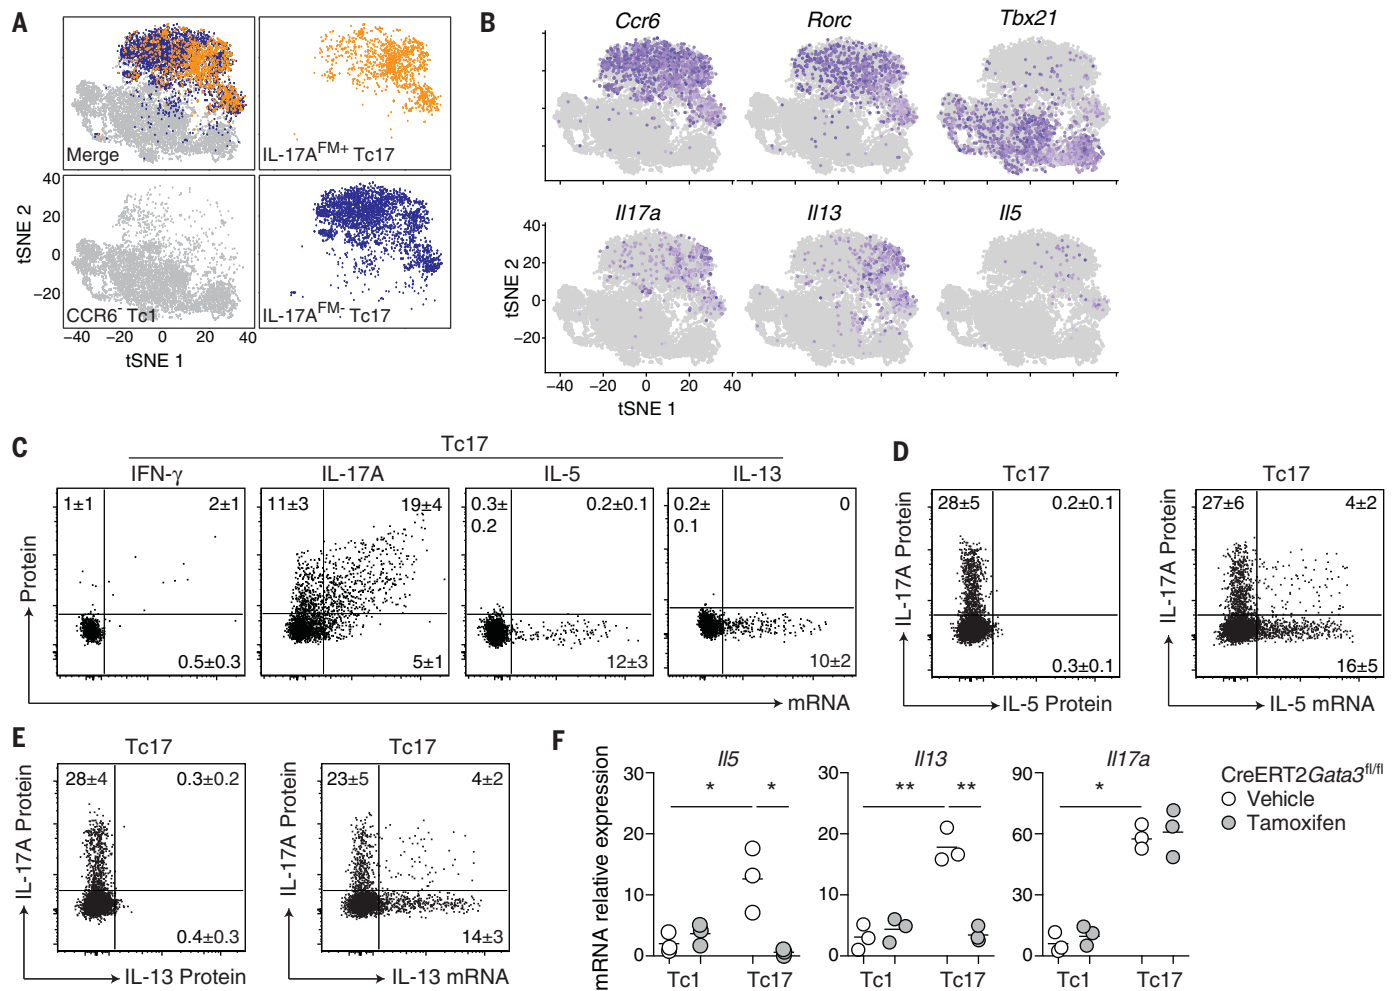 A
Merge
IL-17AFM+ Tc17
CCR6- Tc1
IL-17AFM- Tc17
40
20
0
−20
tSNE 2
−40 −20 0 20 40
tSNE 1
B
Ccr6 Rorc Tbx21
Il17a Il13 Il5
40
20
0
−20
tSNE 2
−40 −20 0 20 40
tSNE 1
C
Tc17
IFN-γ IL-17A IL-5 IL-13
1±1 2±1
0.5±0.3
11±3 19±4
5±1
0.3±
0.2
0.2±0.1
12±3
0.2±
0.1
0
10±2
Protein
mRNA
D
Tc17
28±5 0.2±0.1
0.3±0.1
IL-17A Protein
IL-5 Protein
Tc17
27±6 4±2
16±5
IL-17A Protein
IL-5 mRNA
E
Tc17
28±4 0.3±0.2
0.4±0.3
IL-17A Protein
IL-13 Protein
Tc17
23±5 4±2
14±3
IL-17A Protein
IL-13 mRNA
F
mRNA relative expression
Il5
30
20
10
0
* *
Tc1 Tc17
Il13
30
20
10
0
** **
Tc1 Tc17
Il17a
90
60
30
0
*
Tc1 Tc17
CreERT2Gata3fl/fl
Vehicle
Tamoxifen